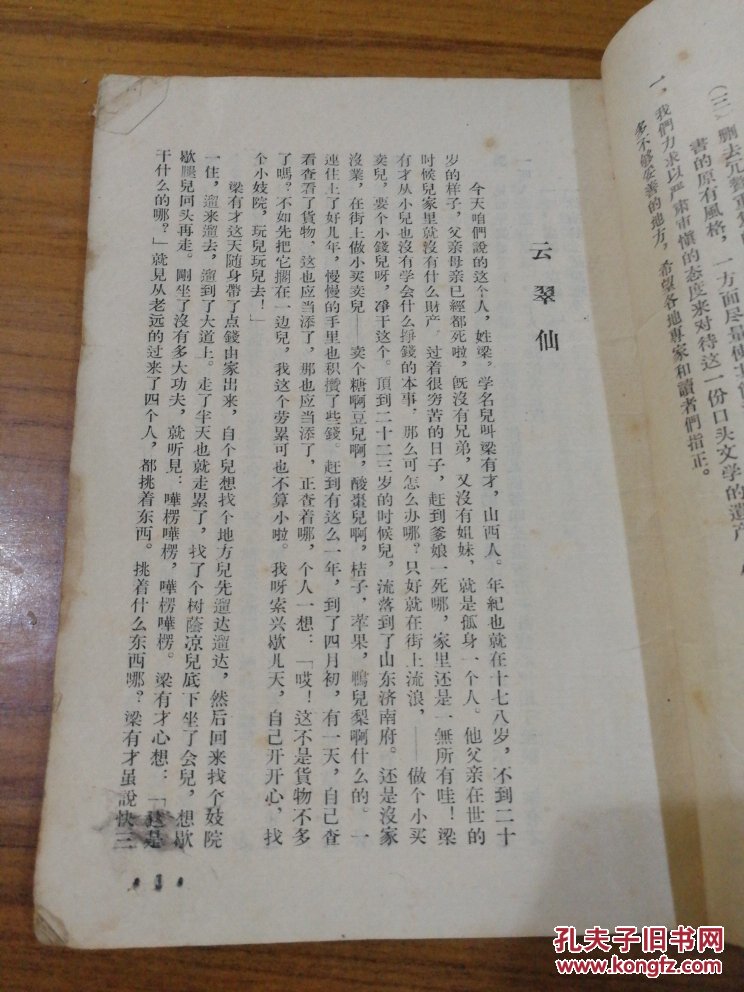 (三)删去
書的原有風格,一方面尽量使
一、我們力求以严肃审慎的态度来对待这一份口头文学的遗产,
多不够妥善的地方,希望各地專家和讀者們指正。
云翠仙
今天咱們說的这个人,姓梁。学名兒叫梁有才,山西人。年紀也就在十七八岁,不到二十
岁的样子,父亲母亲已經都死啦,旣沒有兄弟,又沒有姐妹,就是孤身一个人。他父亲在世的
时候兒家里就沒有什么財产,过着很穷苦的日子,赶到爹娘一死哪,家里还是一無所有哇!梁
有才从小兒也沒有学会什么掙錢的本事,那么可怎么办哪?只好就在街上流浪,——做个小买
卖兒,要个小錢兒呀,净干这个。頂到二十二三岁的时候兒,流落到了山东济南府。还是沒家
沒業,在街上做小买卖兒——卖个糖啊豆兒啊,酸棗兒啊,桔子,苹果,鴨兒梨啊什么的。一
連住上了好几年,慢慢的手里也积攢了些錢。赶到有这么一年,到了四月初,有一天,自己查
看查看了貨物,这也应当添了,那也应当添了,正查着哪,个人一想:「哎!这不是貨物不多
了嗎?不如先把它擱在一边兒,我这个劳累可也不算小啦。我呀索兴歇几天,自己开开心,找
个小妓院,玩兒玩兒去!」
梁有才这天随身帶了点錢由家出来,自个兒想找个地方兒先遛达遛达,然后回来找个妓院
一住,遛来遛去,遛到了大道上。走了半天也就走累了,找了个树蔭凉兒底下坐了会兒,想歇
歇腿兒回头再走。剛坐了沒有多大功夫,就听見:嘩楞嘩楞,嘩楞嘩楞。梁有才心想:「这是
干什么的哪?」就見从老远的过来了四个人,都挑着东西。挑着什么东西哪?梁有才虽說快三
·1·
孔夫子旧书网
www.kongfz.com